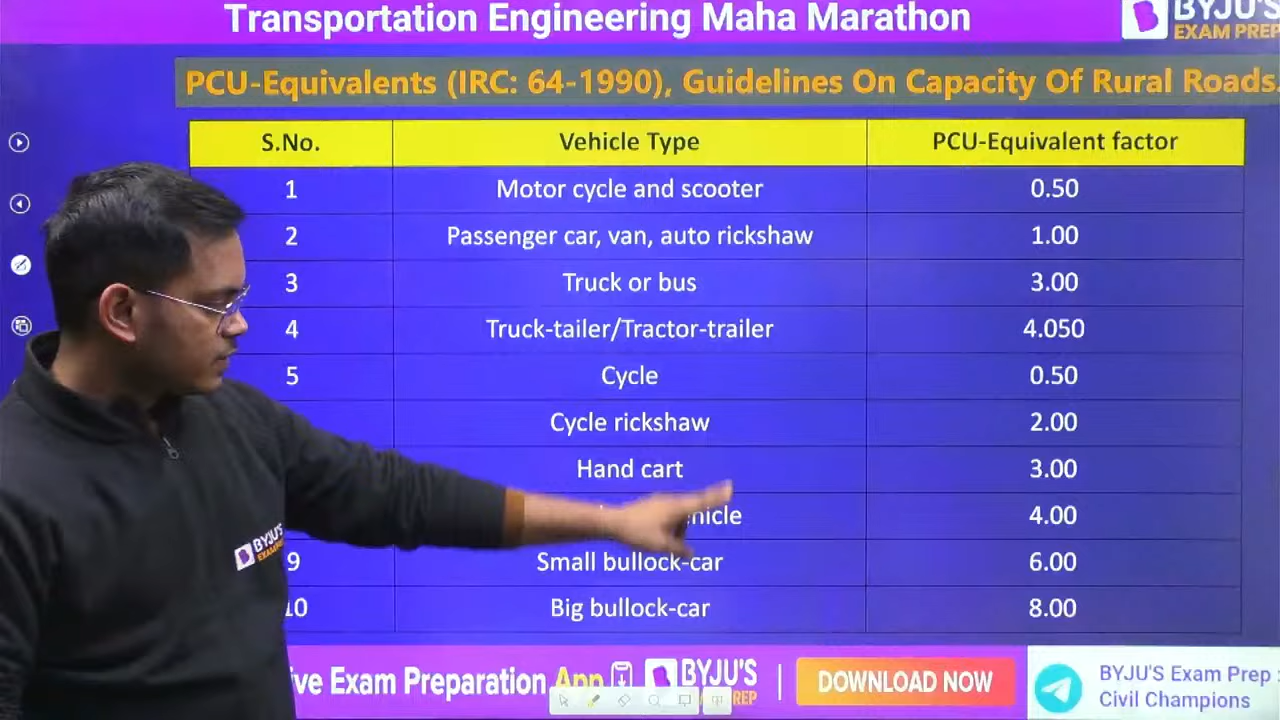 Transportation Engineering Maha Marathon
BYJU'S
EXAM PREP
PCU-Equivalents (IRC: 64-1990), Guidelines On Capacity Of Rural Roads.
S.No. Vehicle Type PCU-Equivalent factor
1 Motor cycle and scooter 0.50
2 Passenger car, van, auto rickshaw 1.00
3 Truck or bus 3.00
4 Truck-tailer/Tractor-trailer 4.050
5 Cycle 0.50
Cycle rickshaw 2.00
Hand cart 3.00
4.00
9 Small bullock-car 6.00
10 Big bullock-car 8.00
BYJU'S
EXAM
Exam Preparation App
BYJU'S
PREP
DOWNLOAD NOW
BYJU'S Exam Prep :
Civil Champions